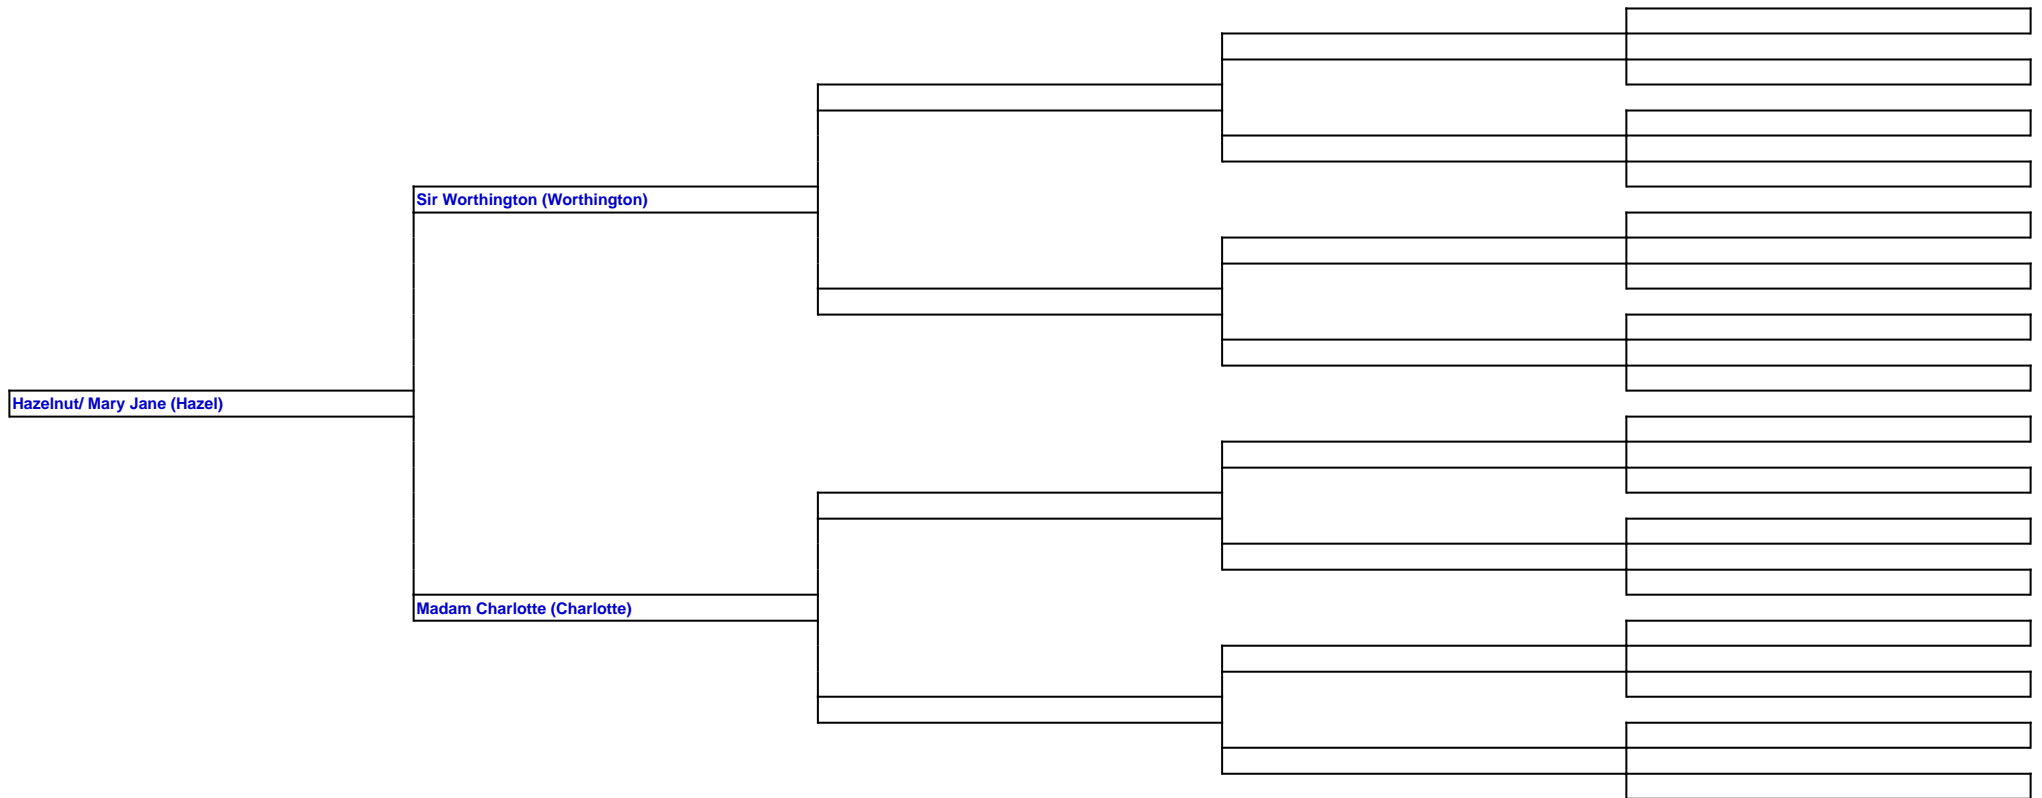 Sir Worthington (Worthington)
Hazelnut/ Mary Jane (Hazel)
Madam Charlotte (Charlotte)